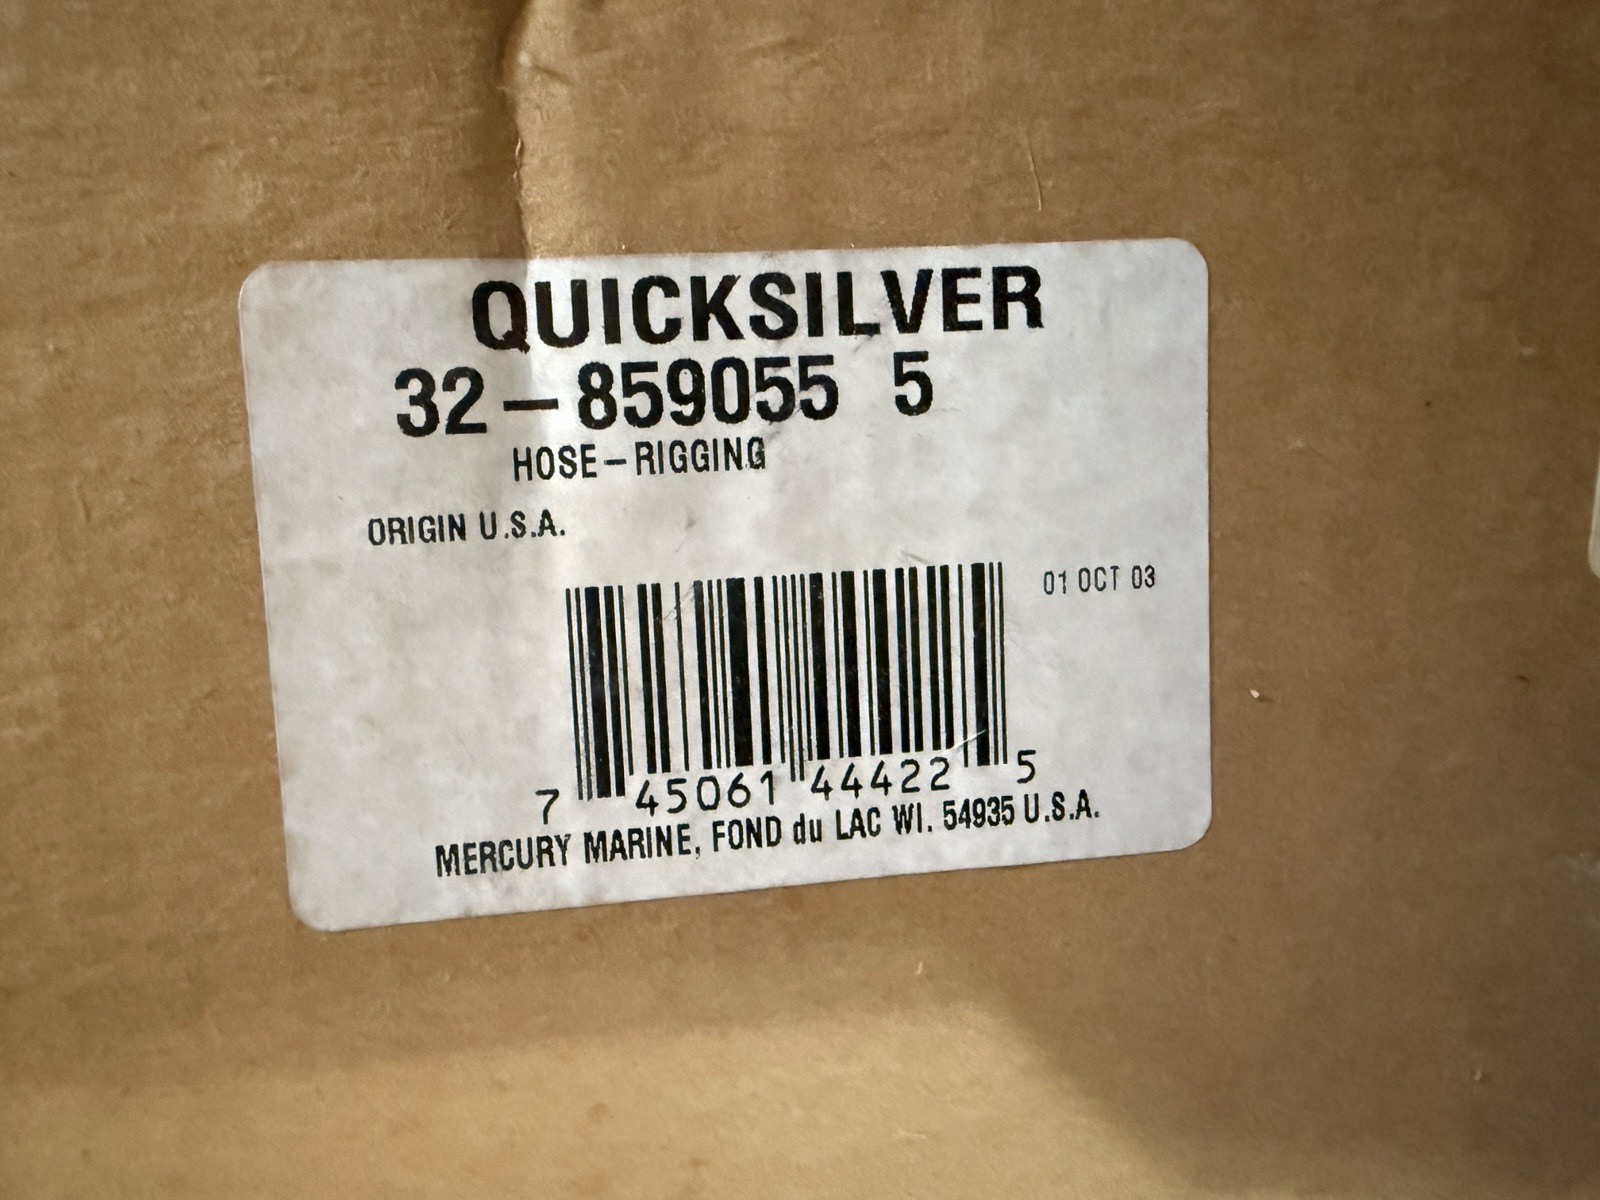 QUICKSILVER
32-859055 5
HOSE-RIGGING
ORIGIN U.S.A.
01 OCT 03
7 45061 44422 5
MERCURY MARINE, FOND du LAC WI. 54935 U.S.A.